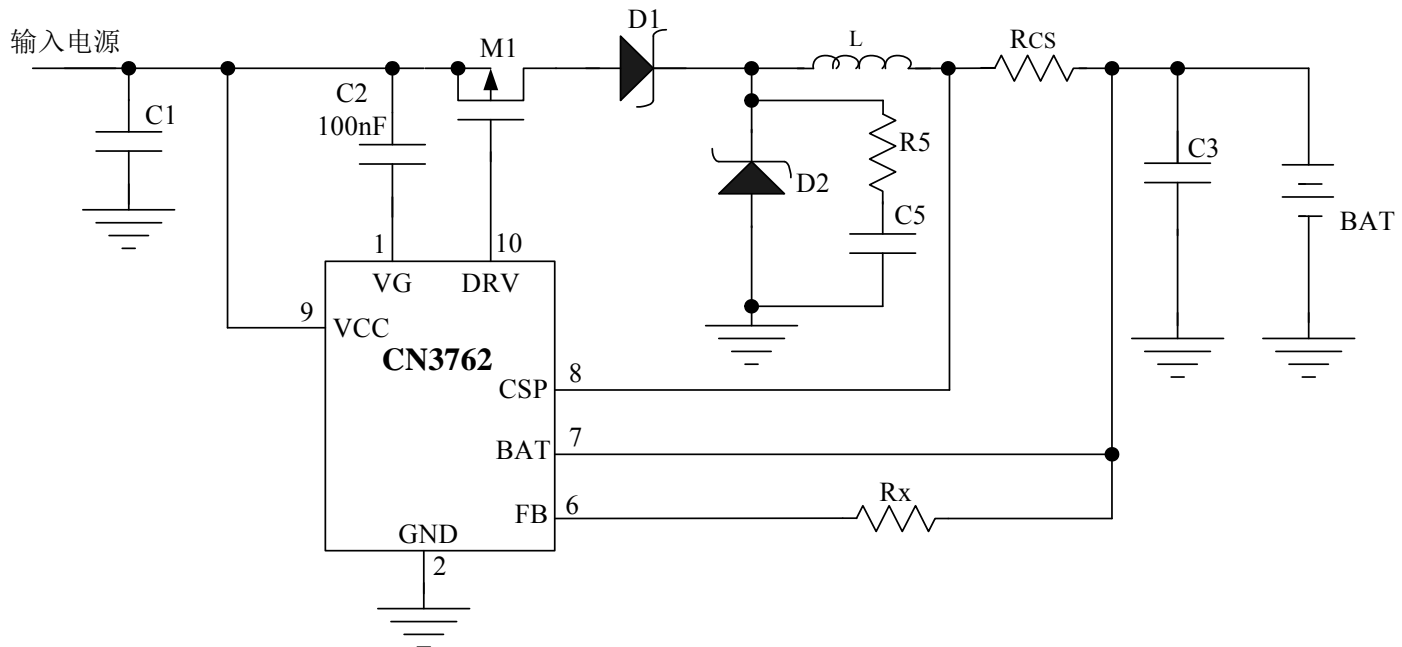 输入电源
D1
M1
L
RCS
C2
100nF
C1
R5
C3
D2
C5
BAT
1
10
VG
DRV
9
VCC
CN3762
8
CSP
7
BAT
Rx
6
FB
GND
2